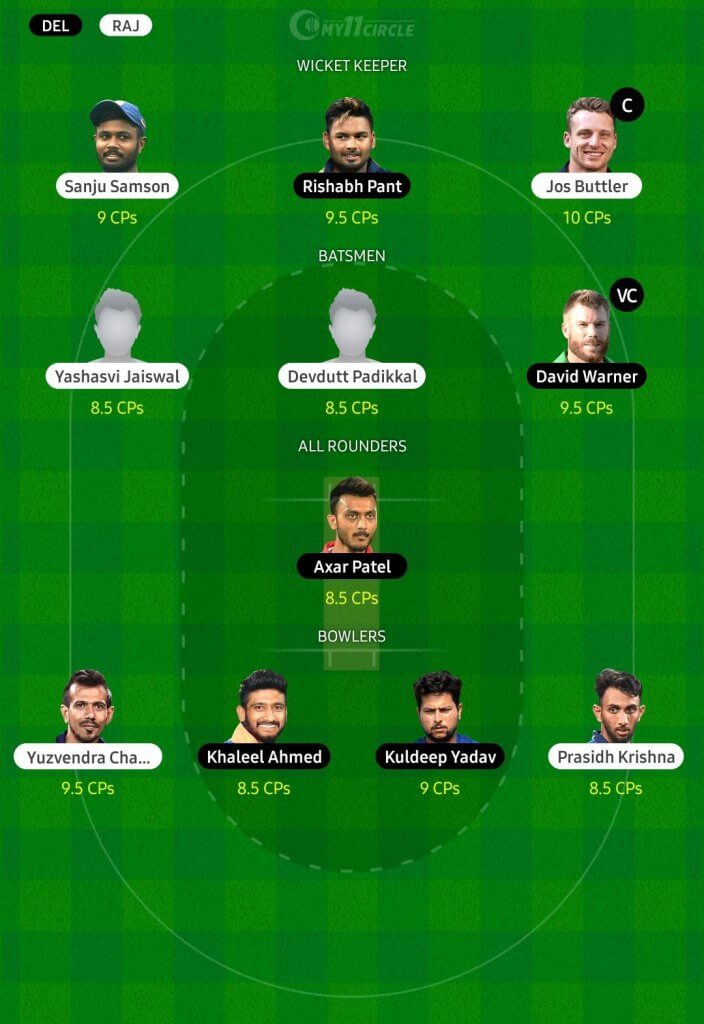 DEL RAJ MY11CIRCLE
WICKET KEEPER
C
Sanju Samson Rishabh Pant Jos Buttler
9 CPs 9.5 CPs 10 CPs
BATSMEN
VC
Yashasvi Jaiswal Devdutt Padikkal David Warner
8.5 CPs 8.5 CPs 9.5 CPs
ALL ROUNDERS
Axar Patel
8.5 CPs
BOWLERS
Yuzvendra Cha... Khaleel Ahmed Kuldeep Yadav Prasidh Krishna
9.5 CPs 8.5 CPs 9 CPs 8.5 CPs